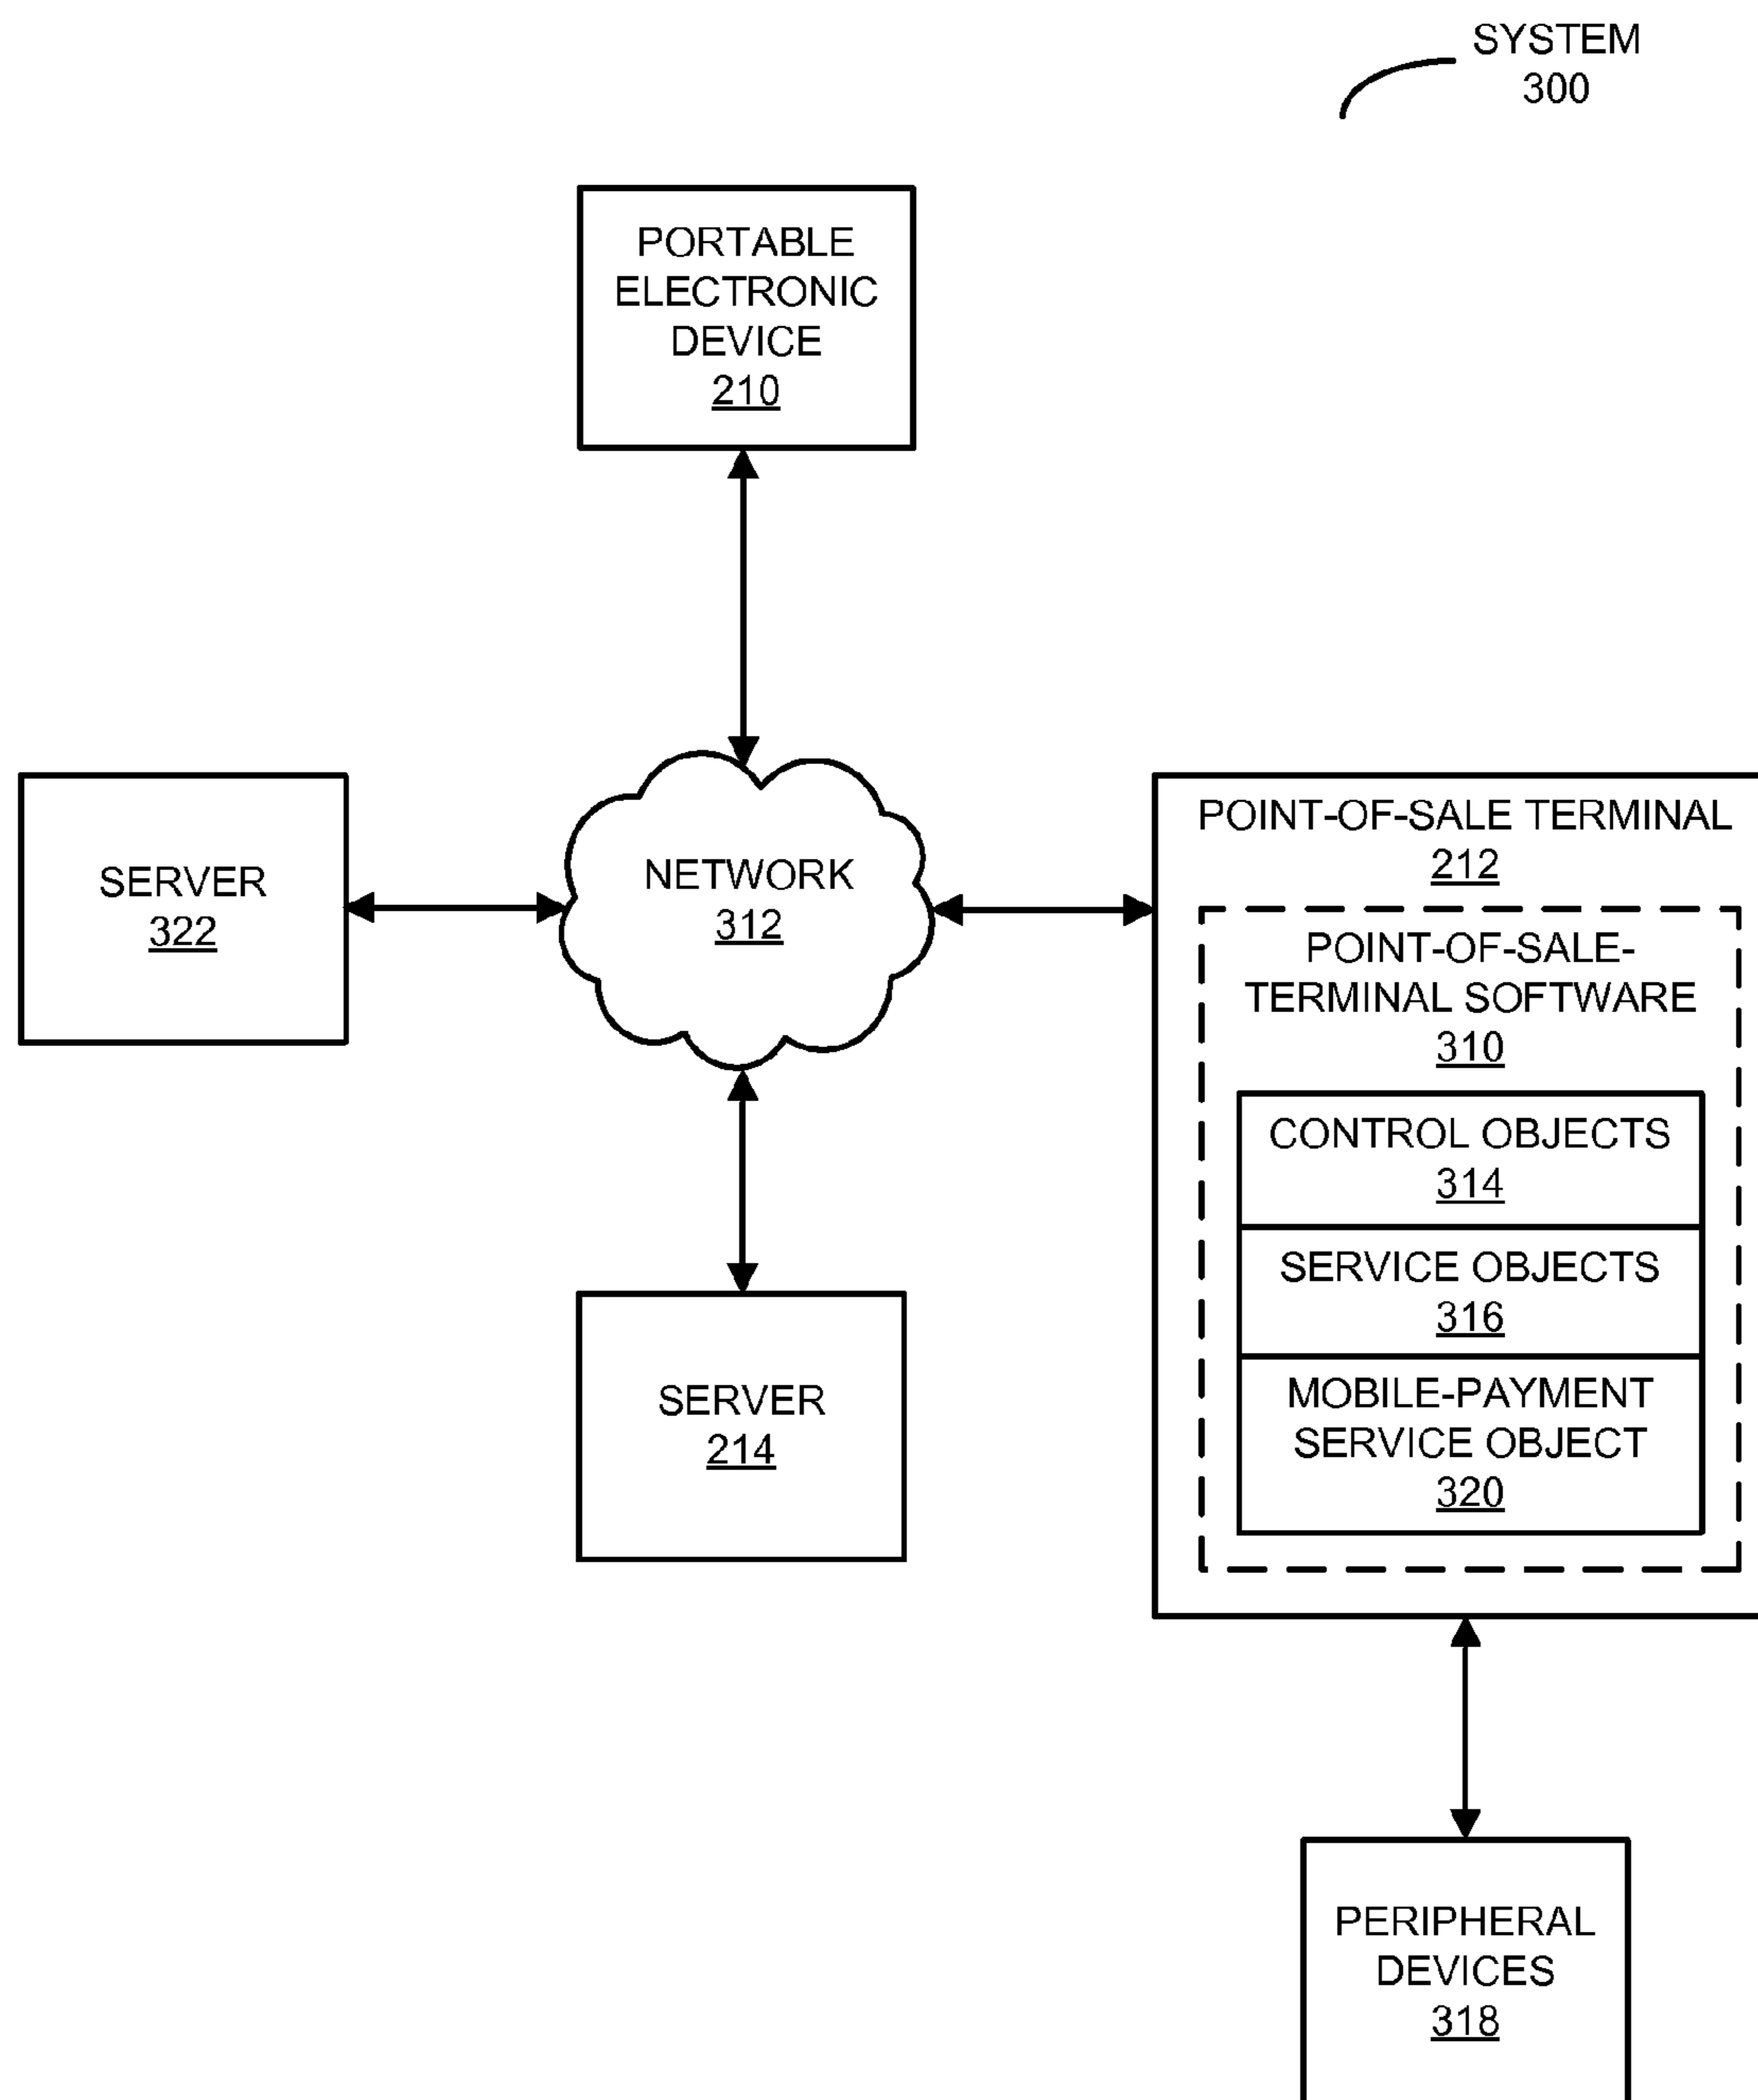 SYSTEM
300
PORTABLE
ELECTRONIC
DEVICE
210
SERVER
322
NETWORK
312
POINT-OF-SALE TERMINAL
212
POINT-OF-SALE-
TERMINAL SOFTWARE
310
CONTROL OBJECTS
314
SERVICE OBJECTS
316
MOBILE-PAYMENT
SERVICE OBJECT
320
SERVER
214
PERIPHERAL
DEVICES
318